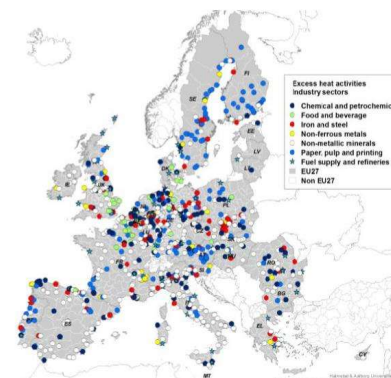 FI
SE
Excess heat activities
Industry sectors
Chemical and petrochemic
Food and beverage
Iron and steel
Non-ferrous metals
Non-metallic minerals
Paper, pulp and printing
Fuel supply and refineries
EU27
Non EU27
EE
LV
DK
IE
UK
RO
BG
ES
EL
CY
MT